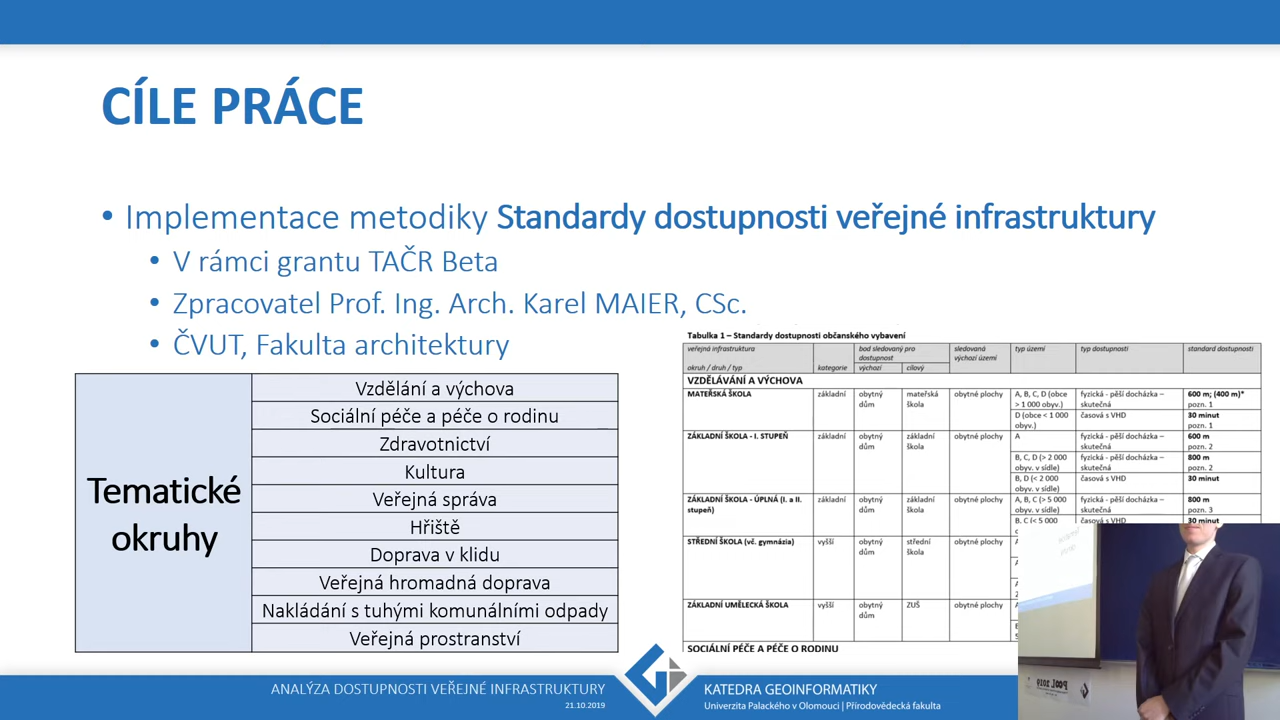 CÍLE PRÁCE
• Implementace metodiky Standardy dostupnosti veřejné infrastruktury
• V rámci grantu TAČR Beta
• Zpracovatel Prof. Ing. Arch. Karel MAIER, CSc.
• ČVUT, Fakulta architektury
Tematické
okruhy
Vzdělání a výchova
Sociální péče a péče o rodinu
Zdravotnictví
Kultura
Veřejná správa
Hřiště
Doprava v klidu
Veřejná hromadná doprava
Nakládání s tuhými komunálními odpady
Veřejná prostranství
Tabulka 1 – Standardy dostupnosti občanského vybavení
veřejná infrastruktura
okruh / druh / typ
kategorie
bod sledovaný pro
dostupnost
výchozí
cílový
sledovaná
výchozí území
typ území
typ dostupnosti
standard dostupnosti
VZDĚLÁVÁNÍ A VÝCHOVA
MATEŘSKÁ ŠKOLA
základní
obytný
dům
mateřská
škola
obytné plochy
A, B, C, D (obce
> 1 000 obyv.)
fyzická - pěší docházka –
skutečná
600 m; (400 m)*
pozn. 1
D (obce < 1 000
obyv.)
časová s VHD
30 minut
pozn. 1
ZÁKLADNÍ ŠKOLA - I. STUPEŇ
základní
obytný
dům
základní
škola
obytné plochy
A
fyzická - pěší docházka –
skutečná
600 m
pozn. 2
B, C, D (> 2 000
obyv. v sídle)
fyzická - pěší docházka –
skutečná
800 m
pozn. 2
B, D (< 2 000
obyv. v sídle)
časová s VHD
30 minut
ZÁKLADNÍ ŠKOLA - ÚPLNÁ (I. a II.
stupeň)
základní
obytný
dům
základní
škola
obytné plochy
A, B, C (> 5 000
obyv. v sídle)
fyzická - pěší docházka –
skutečná
800 m
pozn. 3
B, C (< 5 000
časová s VHD
30 minut
STŘEDNÍ ŠKOLA (vč. gymnázia)
vyšší
obytný
dům
střední
škola
obytné plochy
ZÁKLADNÍ UMĚLECKÁ ŠKOLA
vyšší
obytný
dům
ZUŠ
obytné plochy
SOCIÁLNÍ PÉČE A PÉČE O RODINU
ANALÝZA DOSTUPNOSTI VEŘEJNÉ INFRASTRUKTURY
21.10.2019
KATEDRA GEOINFORMATIKY
Univerzita Palackého v Olomouci | Přírodovědecká fakulta